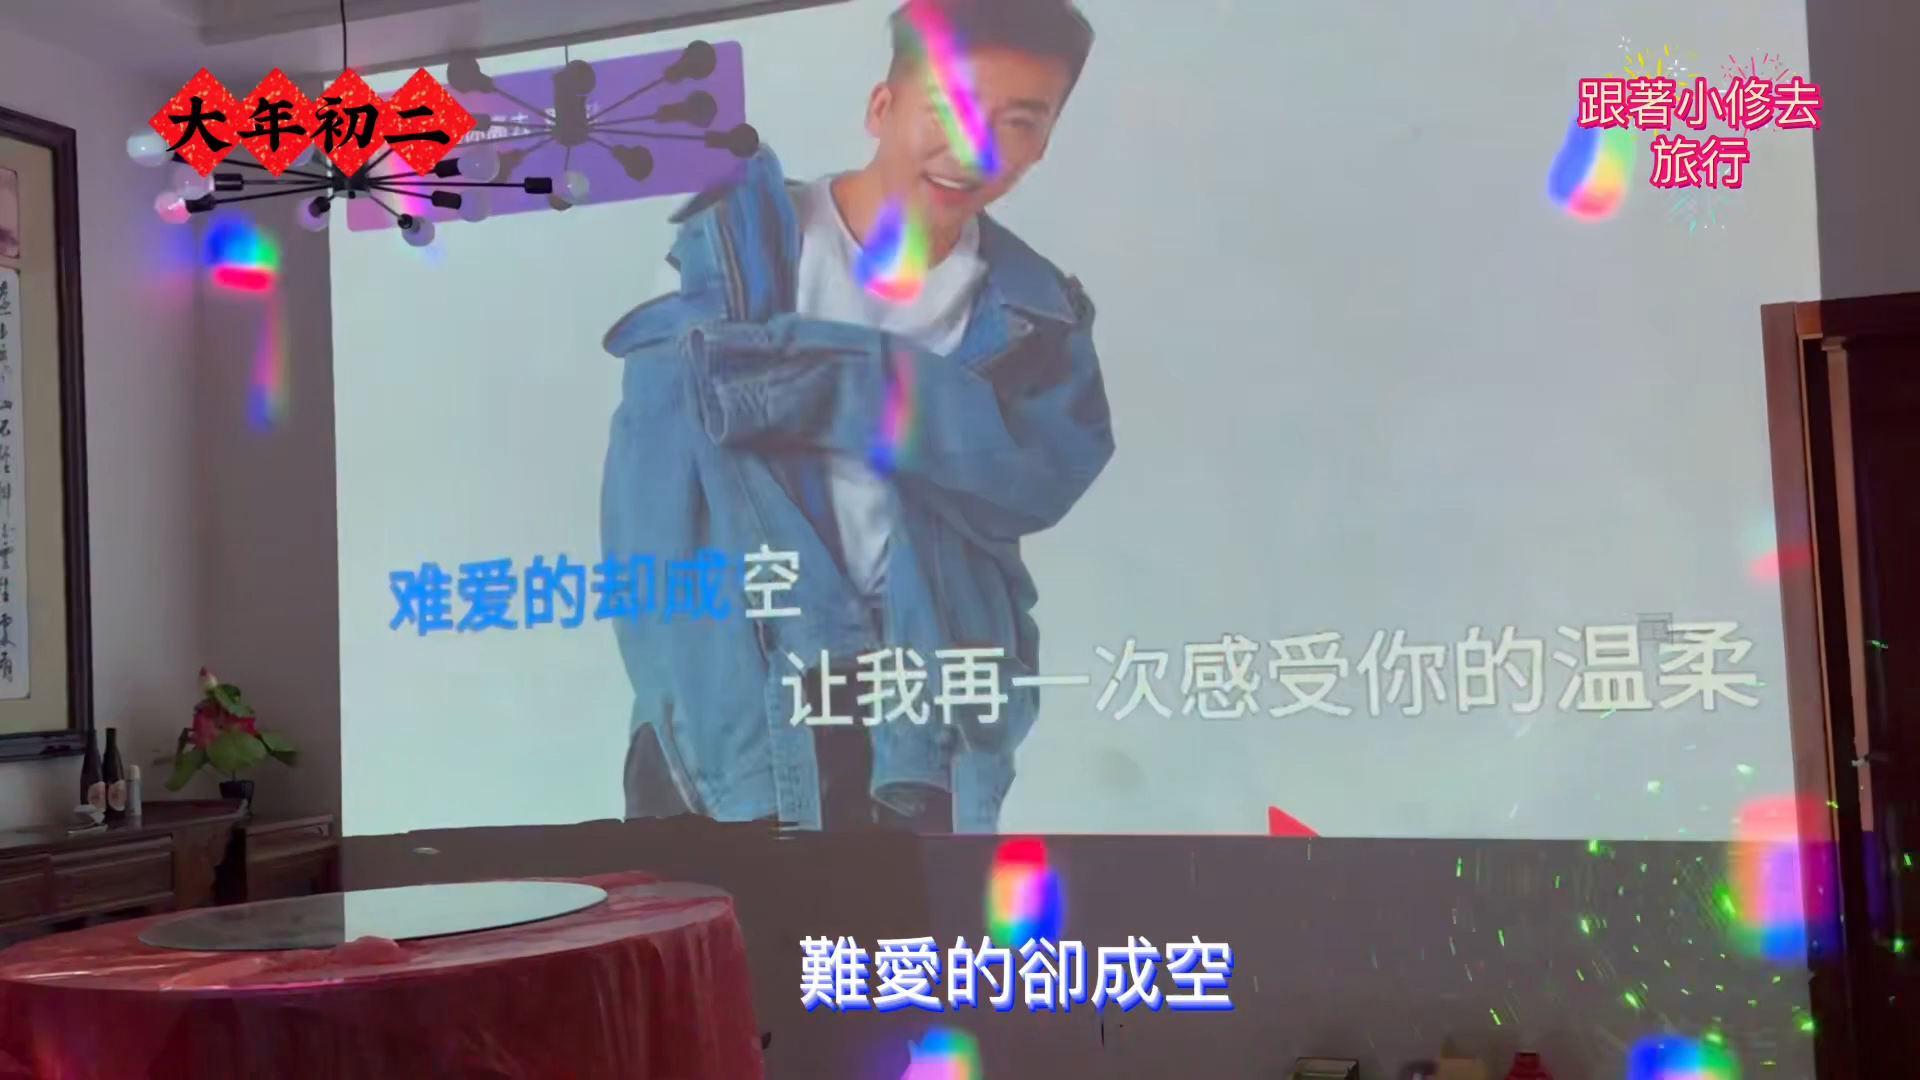 大年初二
跟著小修去
旅行
难爱的却成空
让我再一次感受你的温柔
難愛的卻成空